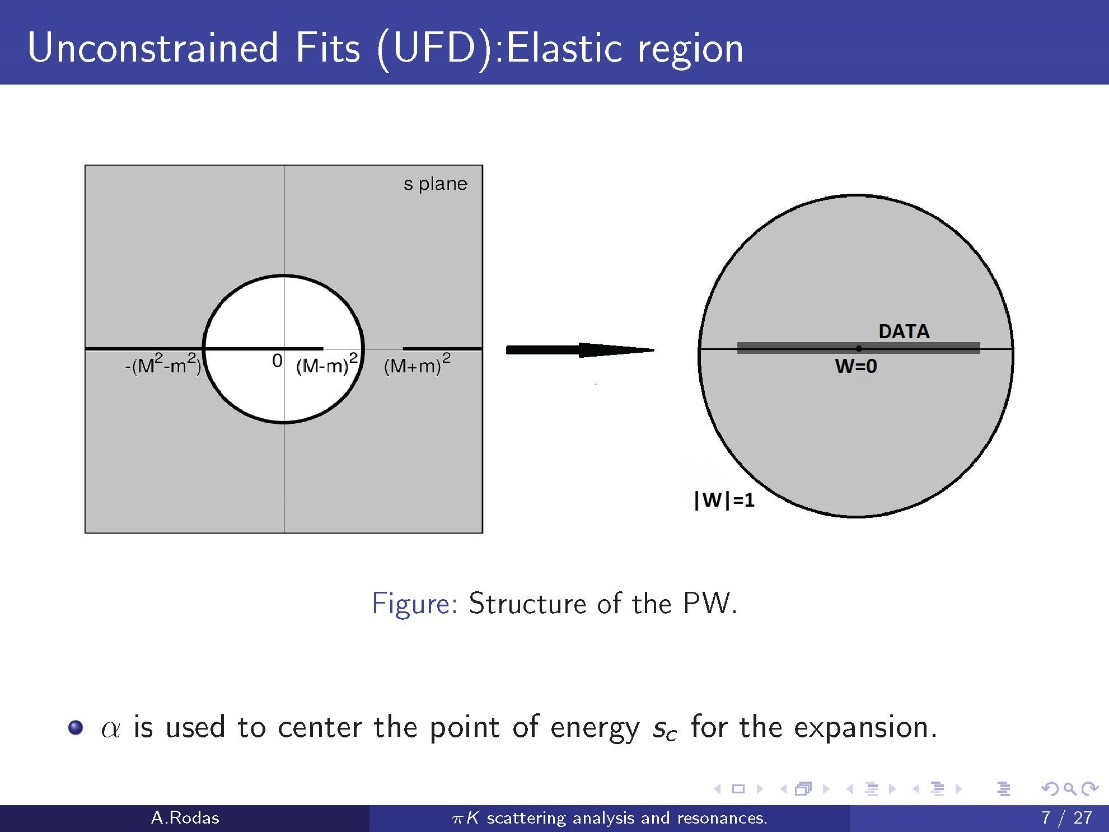 Unconstrained Fits (UFD):Elastic region
s plane
-(M²-m²)
0
(M-m)²
(M+m)²
DATA
W=0
|W|=1
Figure: Structure of the PW.
α is used to center the point of energy s_c for the expansion.
A.Rodas
πK scattering analysis and resonances.
7 / 27